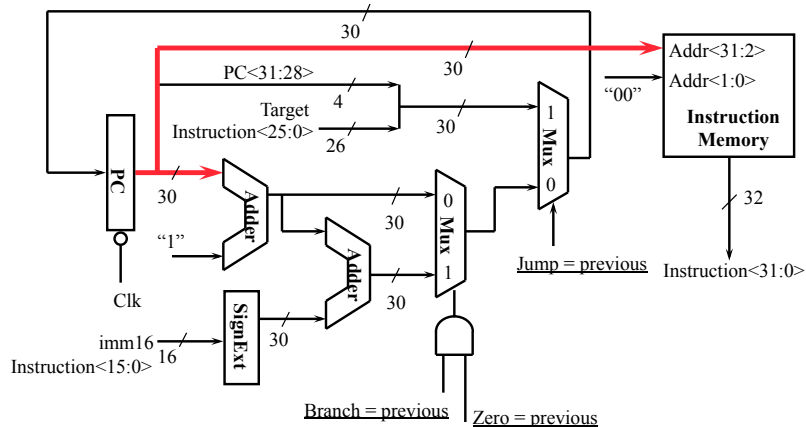 30
30
Addr<31:2>
PC<31:28>
4
“00”
Addr<1:0>
Target
Instruction<25:0>
26
30
1
Mux
0
Instruction
Memory
PC
30
Adder
30
0
Mux
1
32
“1”
Adder
30
30
Jump = previous
Instruction<31:0>
Clk
SignExt
30
imm16
16
Instruction<15:0>
Branch = previous
Zero = previous